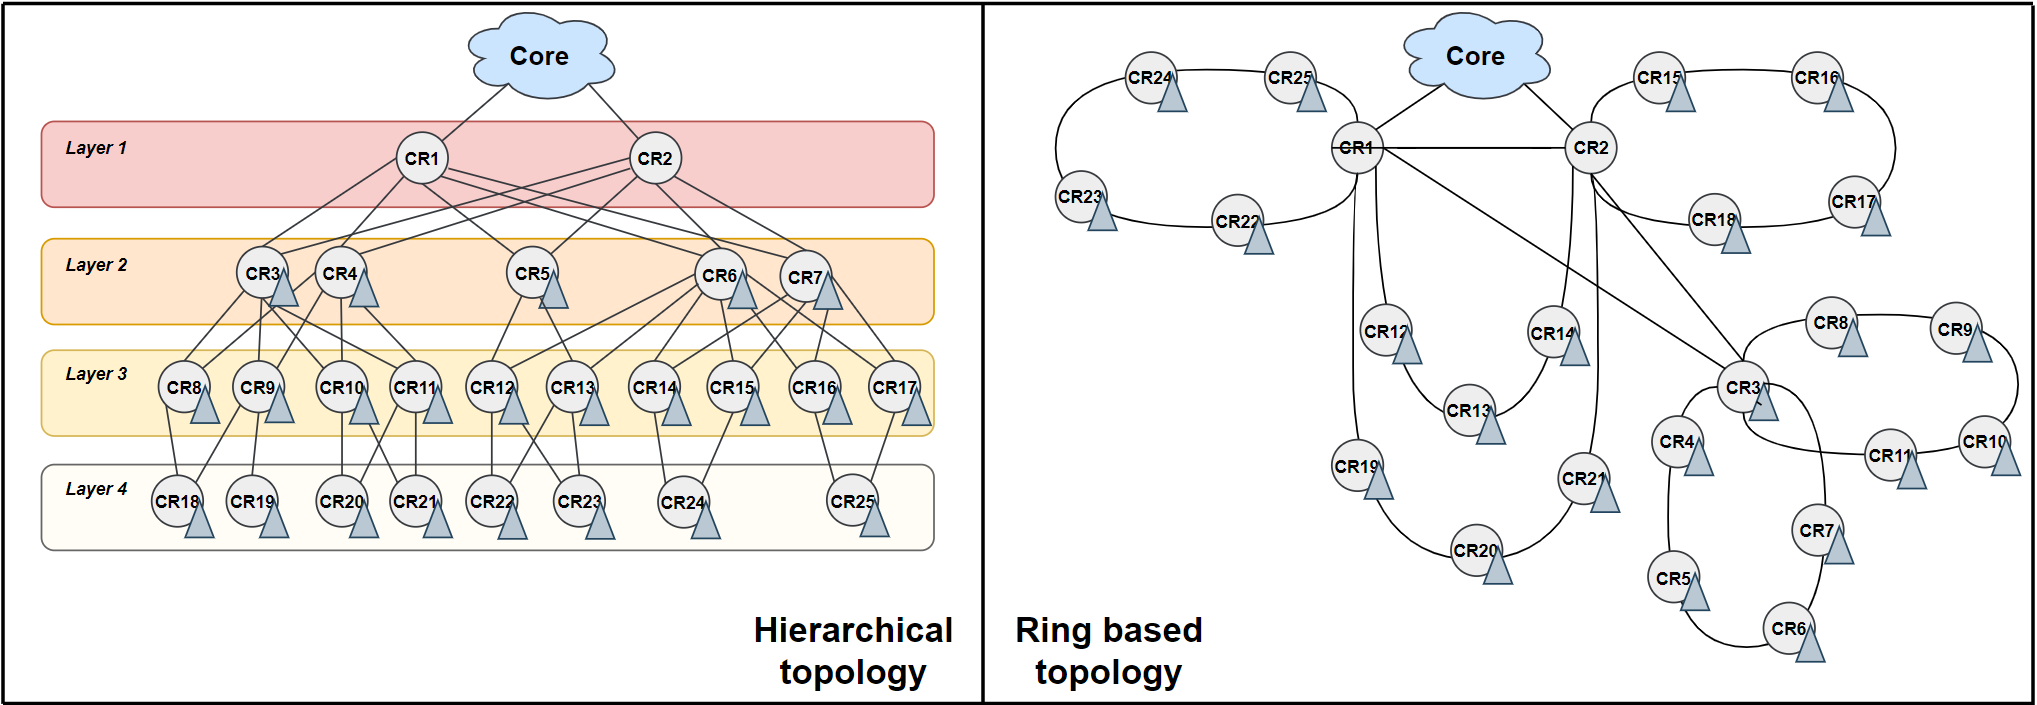 Core
Layer 1
CR1
CR2
Layer 2
CR3
CR4
CR5
CR6
CR7
Layer 3
CR8
CR9
CR10
CR11
CR12
CR13
CR14
CR15
CR16
CR17
Layer 4
CR18
CR19
CR20
CR21
CR22
CR23
CR24
CR25
Hierarchical
topology
Core
CR24
CR25
CR15
CR16
CR1
CR2
CR23
CR22
CR18
CR17
CR12
CR14
CR8
CR9
CR13
CR3
CR4
CR11
CR10
CR19
CR21
CR20
CR7
CR5
CR6
Ring based
topology